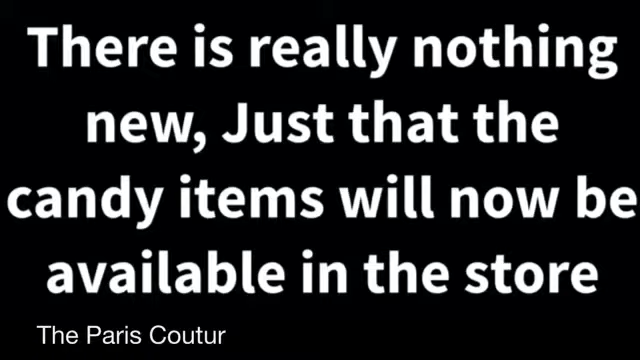 There is really nothing
new, Just that the
candy items will now be
available in the store
The Paris Coutur